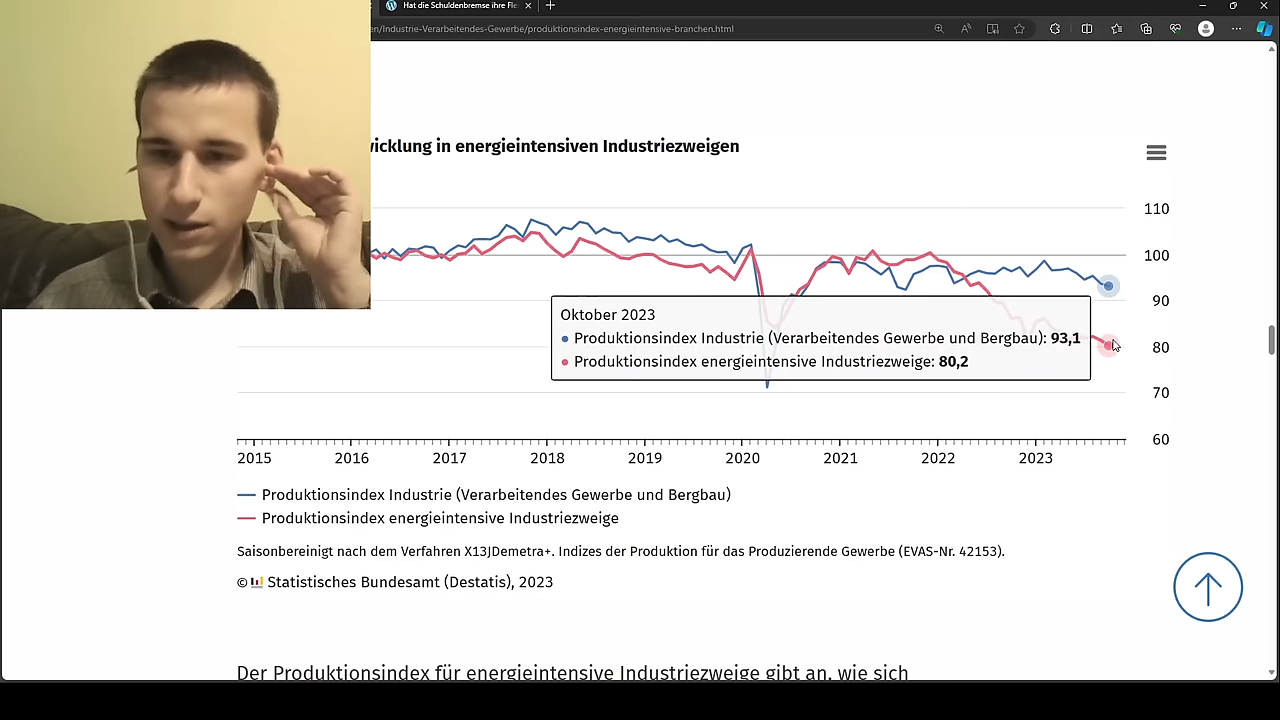 Hat die Schuldenbremse ihre Fle
en/Industrie-Verarbeitendes-Gewerbe/produktionsindex-energieintensive-branchen.html
wicklung in energieintensiven Industriezweigen
110
100
90
80
70
60
Oktober 2023
Produktionsindex Industrie (Verarbeitendes Gewerbe und Bergbau): 93,1
Produktionsindex energieintensive Industriezweige: 80,2
2015 2016 2017 2018 2019 2020 2021 2022 2023
Produktionsindex Industrie (Verarbeitendes Gewerbe und Bergbau)
Produktionsindex energieintensive Industriezweige
Saisonbereinigt nach dem Verfahren X13JDemetra+. Indizes der Produktion für das Produzierende Gewerbe (EVAS-Nr. 42153).
© Statistisches Bundesamt (Destatis), 2023
Der Produktionsindex für energieintensive Industriezweige gibt an, wie sich